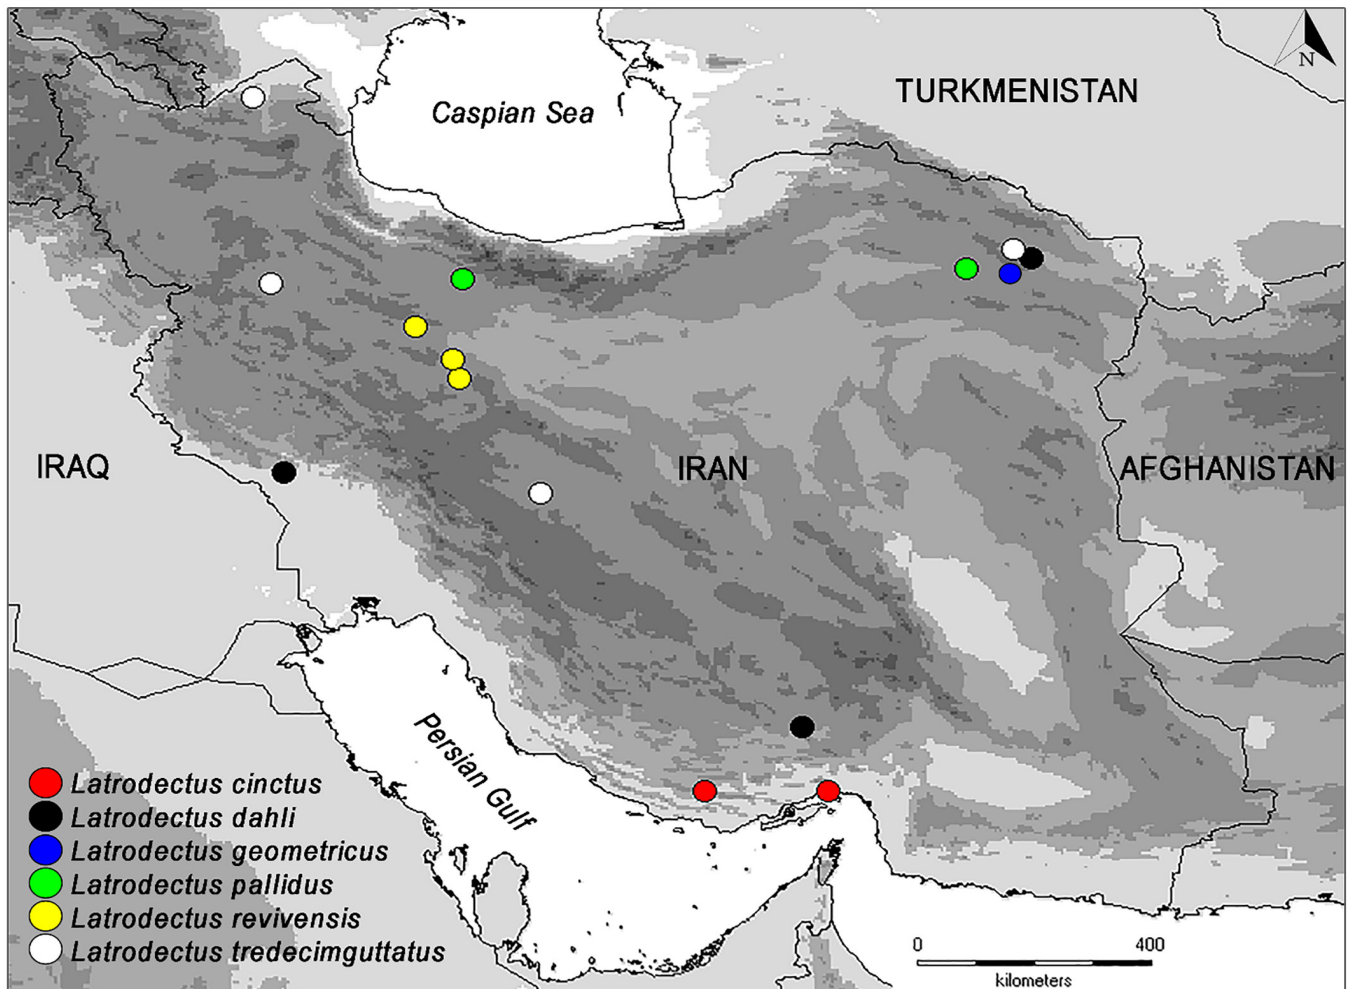 N
TURKMENISTAN
Caspian Sea
IRAQ
IRAN
AFGHANISTAN
Persian Gulf
Latrodectus cinctus
Latrodectus dahli
Latrodectus geometricus
Latrodectus pallidus
Latrodectus revivensis
Latrodectus tredecimguttatus
0 400
kilometers